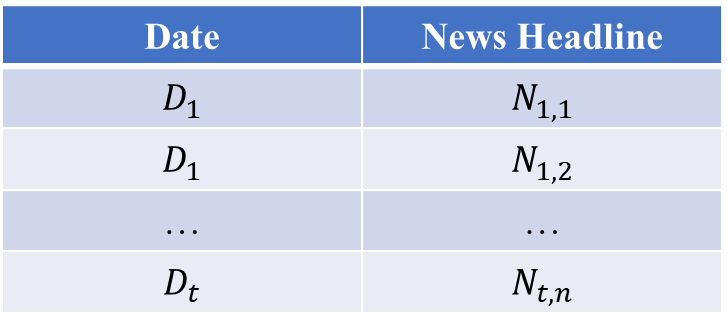 Date News Headline
D₁ N₁,₁
D₁ N₁,₂
… …
Dₜ Nₜ,ₙ